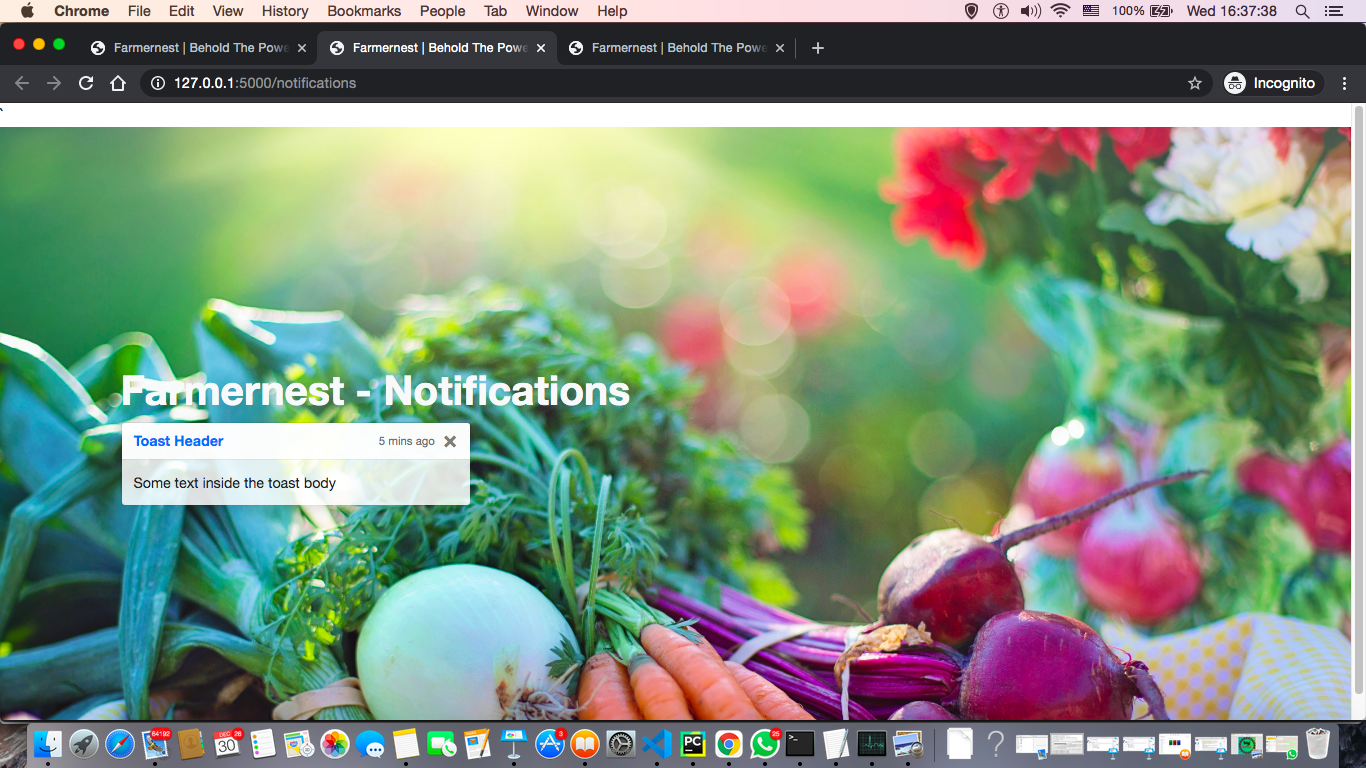 Chrome File Edit View History Bookmarks People Tab Window Help 100% Wed 16:37:38
Farmernest | Behold The Powe Farmernest | Behold The Powe Farmernest | Behold The Powe
127.0.0.1:5000/notifications Incognito
`
Farmernest - Notifications
Toast Header 5 mins ago
Some text inside the toast body
84192 DEC 26 30 3 PC 25 >_